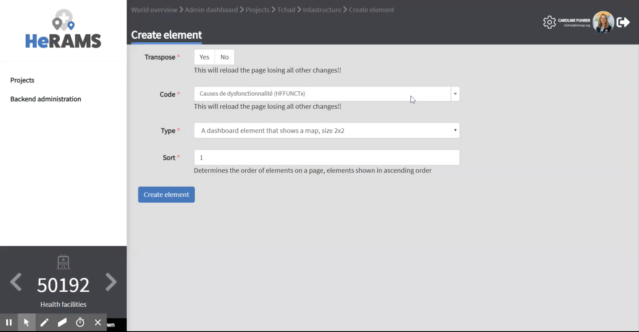 World overview > Admin dashboard > Projects > Tchad > Infastructure > Create element
CAROLINE FUHRER
Create element
HeRAMS
Projects
Backend administration
Transpose *
Yes No
This will reload the page losing all other changes!!
Code *
Causes de dysfonctionnalité (HFFUNCTx)
This will reload the page losing all other changes!!
Type *
A dashboard element that shows a map, size 2x2
Sort *
1
Determines the order of elements on a page, elements shown in ascending order
Create element
50192
Health facilities